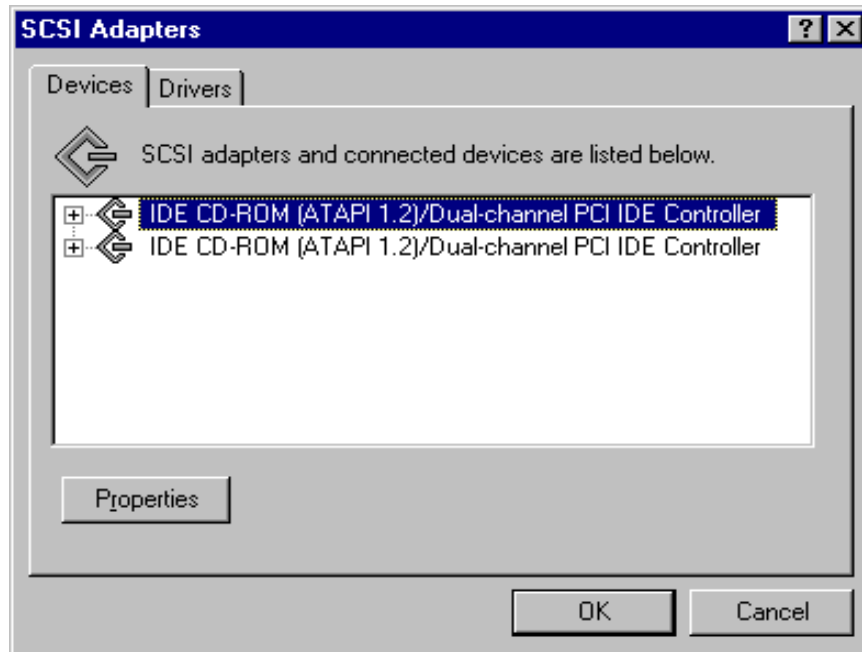 SCSI Adapters
Devices
Drivers
SCSI adapters and connected devices are listed below.
IDE CD-ROM (ATAPI 1.2)/Dual-channel PCI IDE Controller
IDE CD-ROM (ATAPI 1.2)/Dual-channel PCI IDE Controller
Properties
OK
Cancel